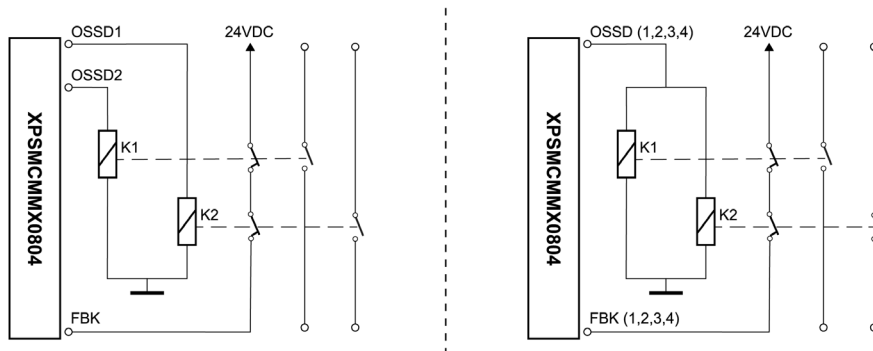 OSSD1
24VDC
OSSD2
XPSMCMMX0804
K1
K2
FBK
OSSD (1,2,3,4)
24VDC
XPSMCMMX0804
K1
K2
FBK (1,2,3,4)